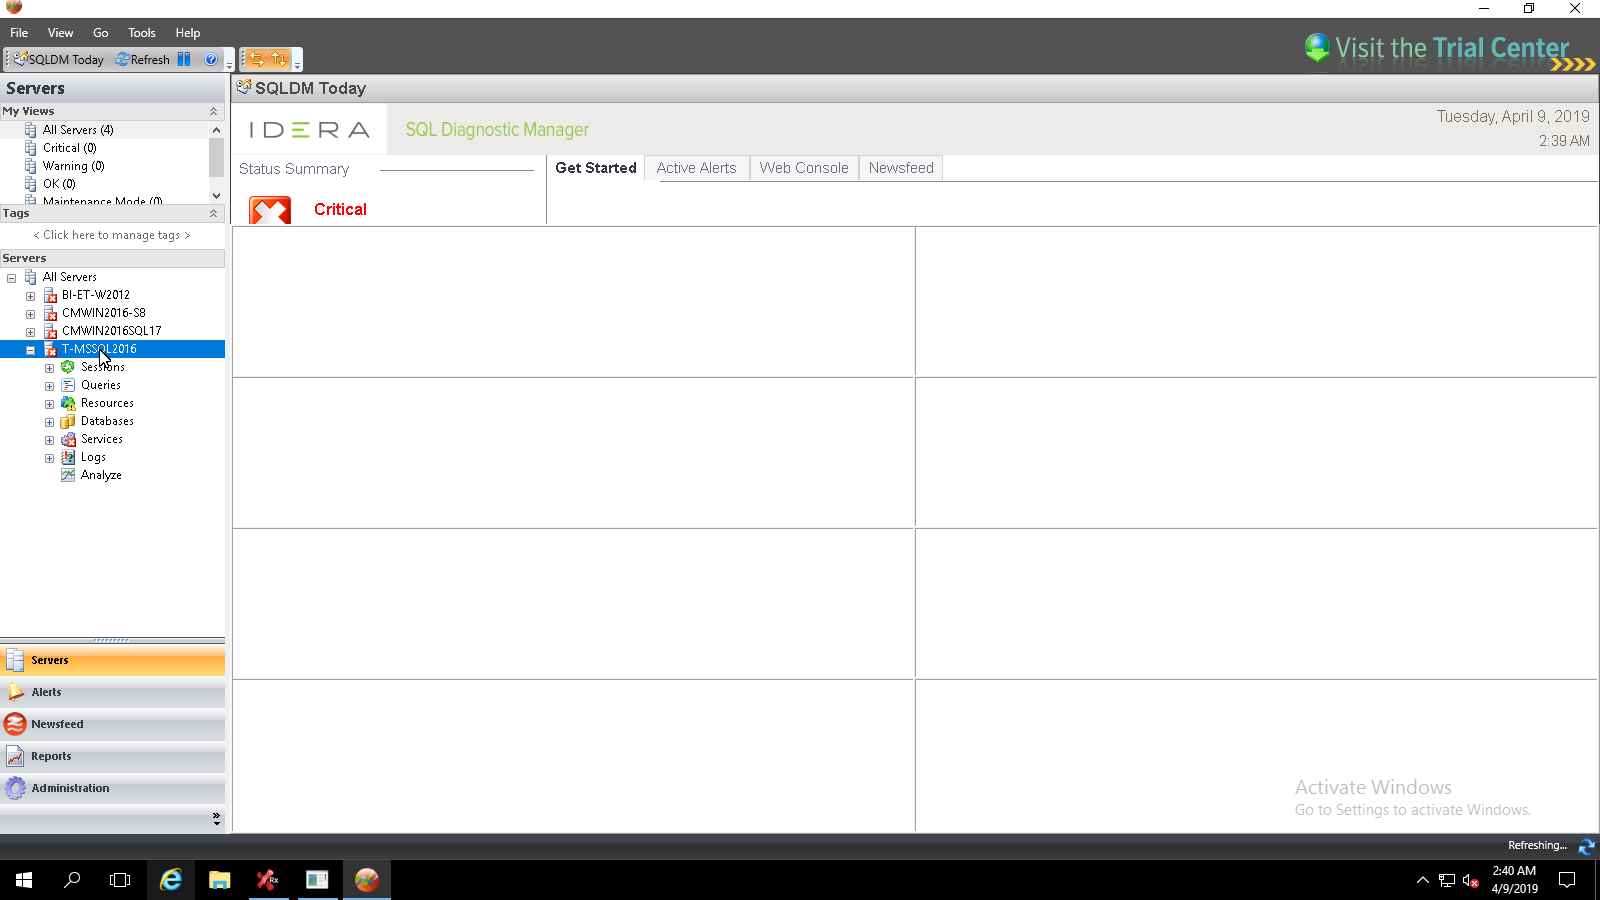 File View Go Tools Help
Visit the Trial Center
SQLDM Today Refresh
Servers
SQLDM Today
My Views
All Servers (4)
Critical (0)
Warning (0)
OK (0)
Maintenance Mode (0)
IDERA
SQL Diagnostic Manager
Tuesday, April 9, 2019
2:39 AM
Status Summary
Get Started Active Alerts Web Console Newsfeed
Critical
Tags
< Click here to manage tags >
Servers
All Servers
BI-ET-W2012
CMWIN2016-S8
CMWIN2016SQL17
T-MSSQL2016
Sessions
Queries
Resources
Databases
Services
Logs
Analyze
Servers
Alerts
Newsfeed
Reports
Administration
Activate Windows
Go to Settings to activate Windows.
Refreshing...
2:40 AM
4/9/2019